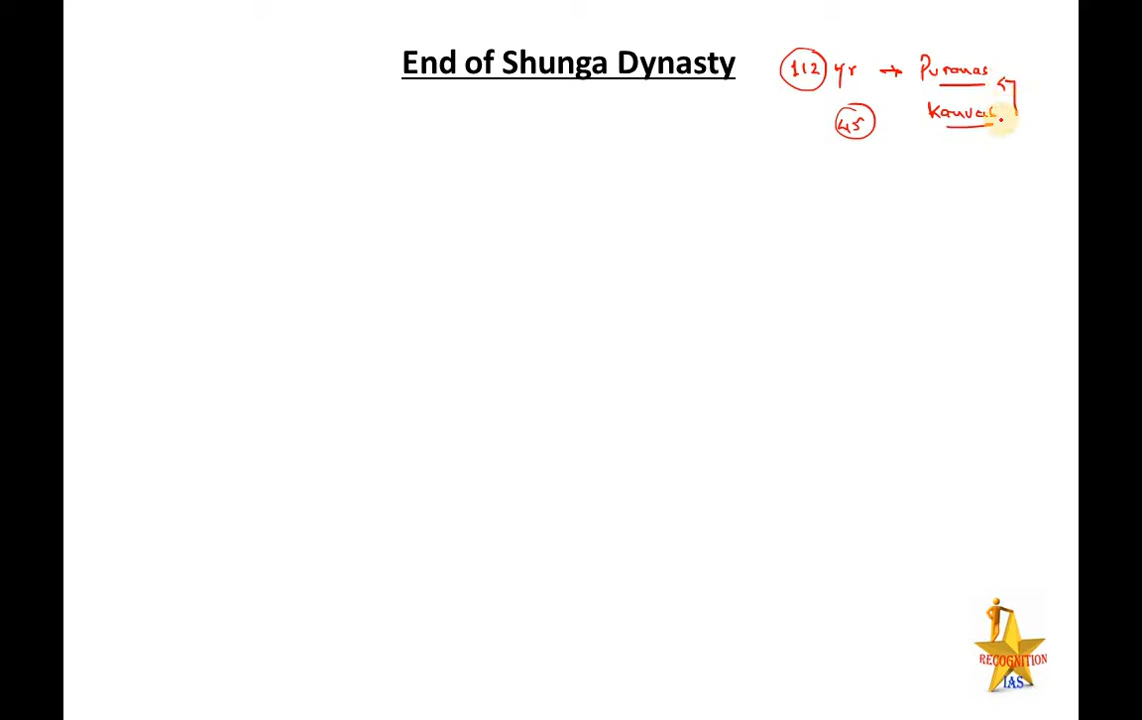 End of Shunga Dynasty
112 yr → Puranas
45 Kanvas
RECOGNITION
IAS